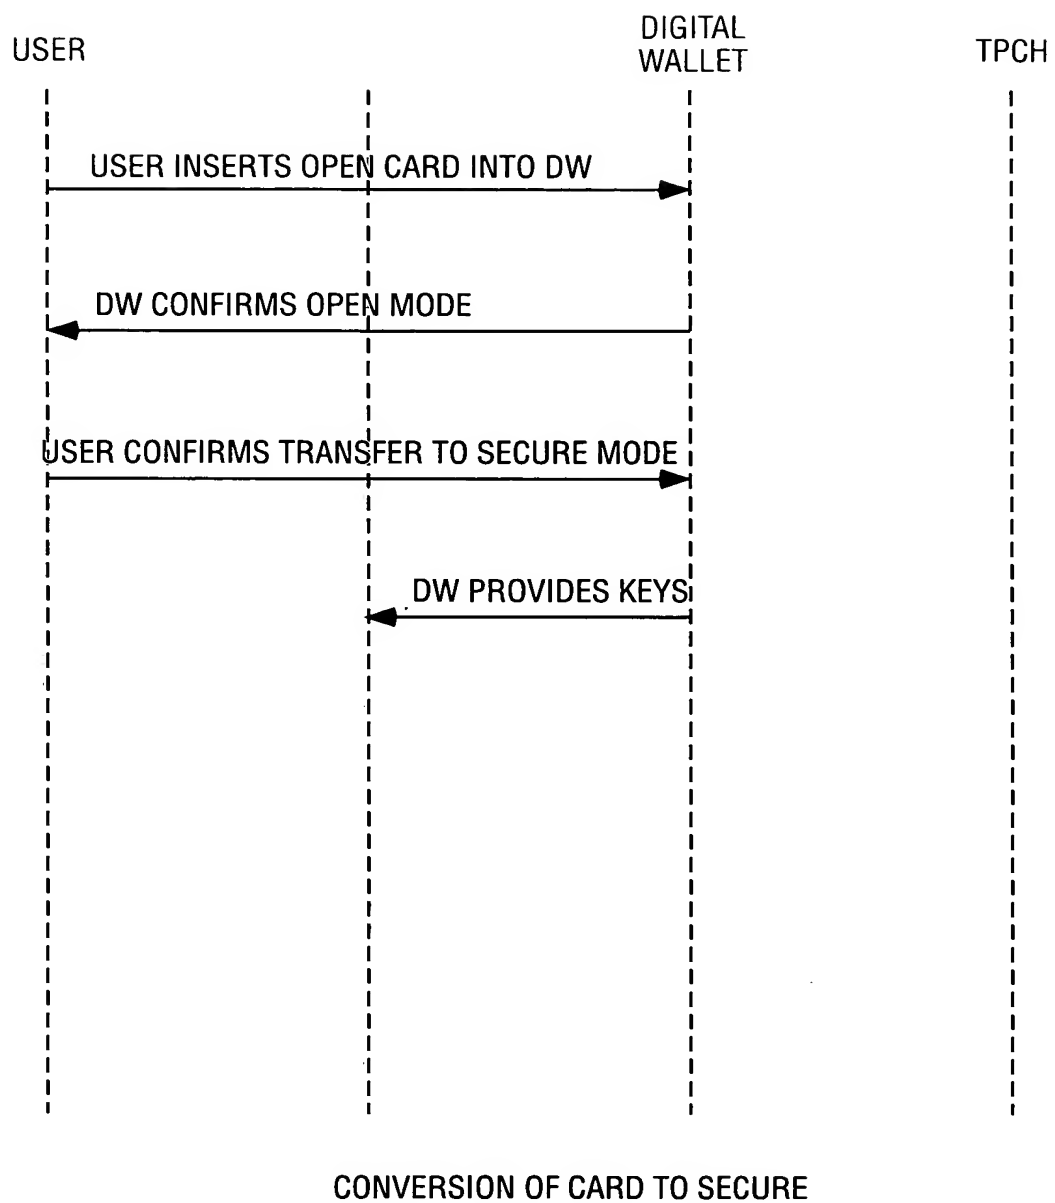 USER
DIGITAL
WALLET
TPCH
USER INSERTS OPEN CARD INTO DW
DW CONFIRMS OPEN MODE
USER CONFIRMS TRANSFER TO SECURE MODE
DW PROVIDES KEYS
CONVERSION OF CARD TO SECURE